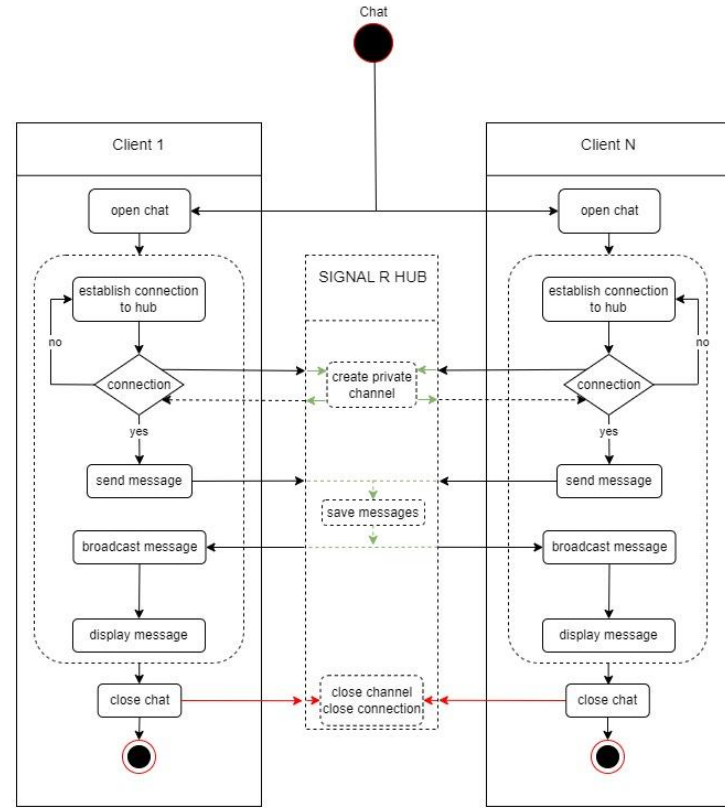 Chat
Client 1
Client N
open chat
open chat
SIGNAL R HUB
establish connection
to hub
establish connection
to hub
no
no
connection
create private
channel
connection
yes
yes
send message
send message
save messages
broadcast message
broadcast message
display message
display message
close chat
close channel
close connection
close chat